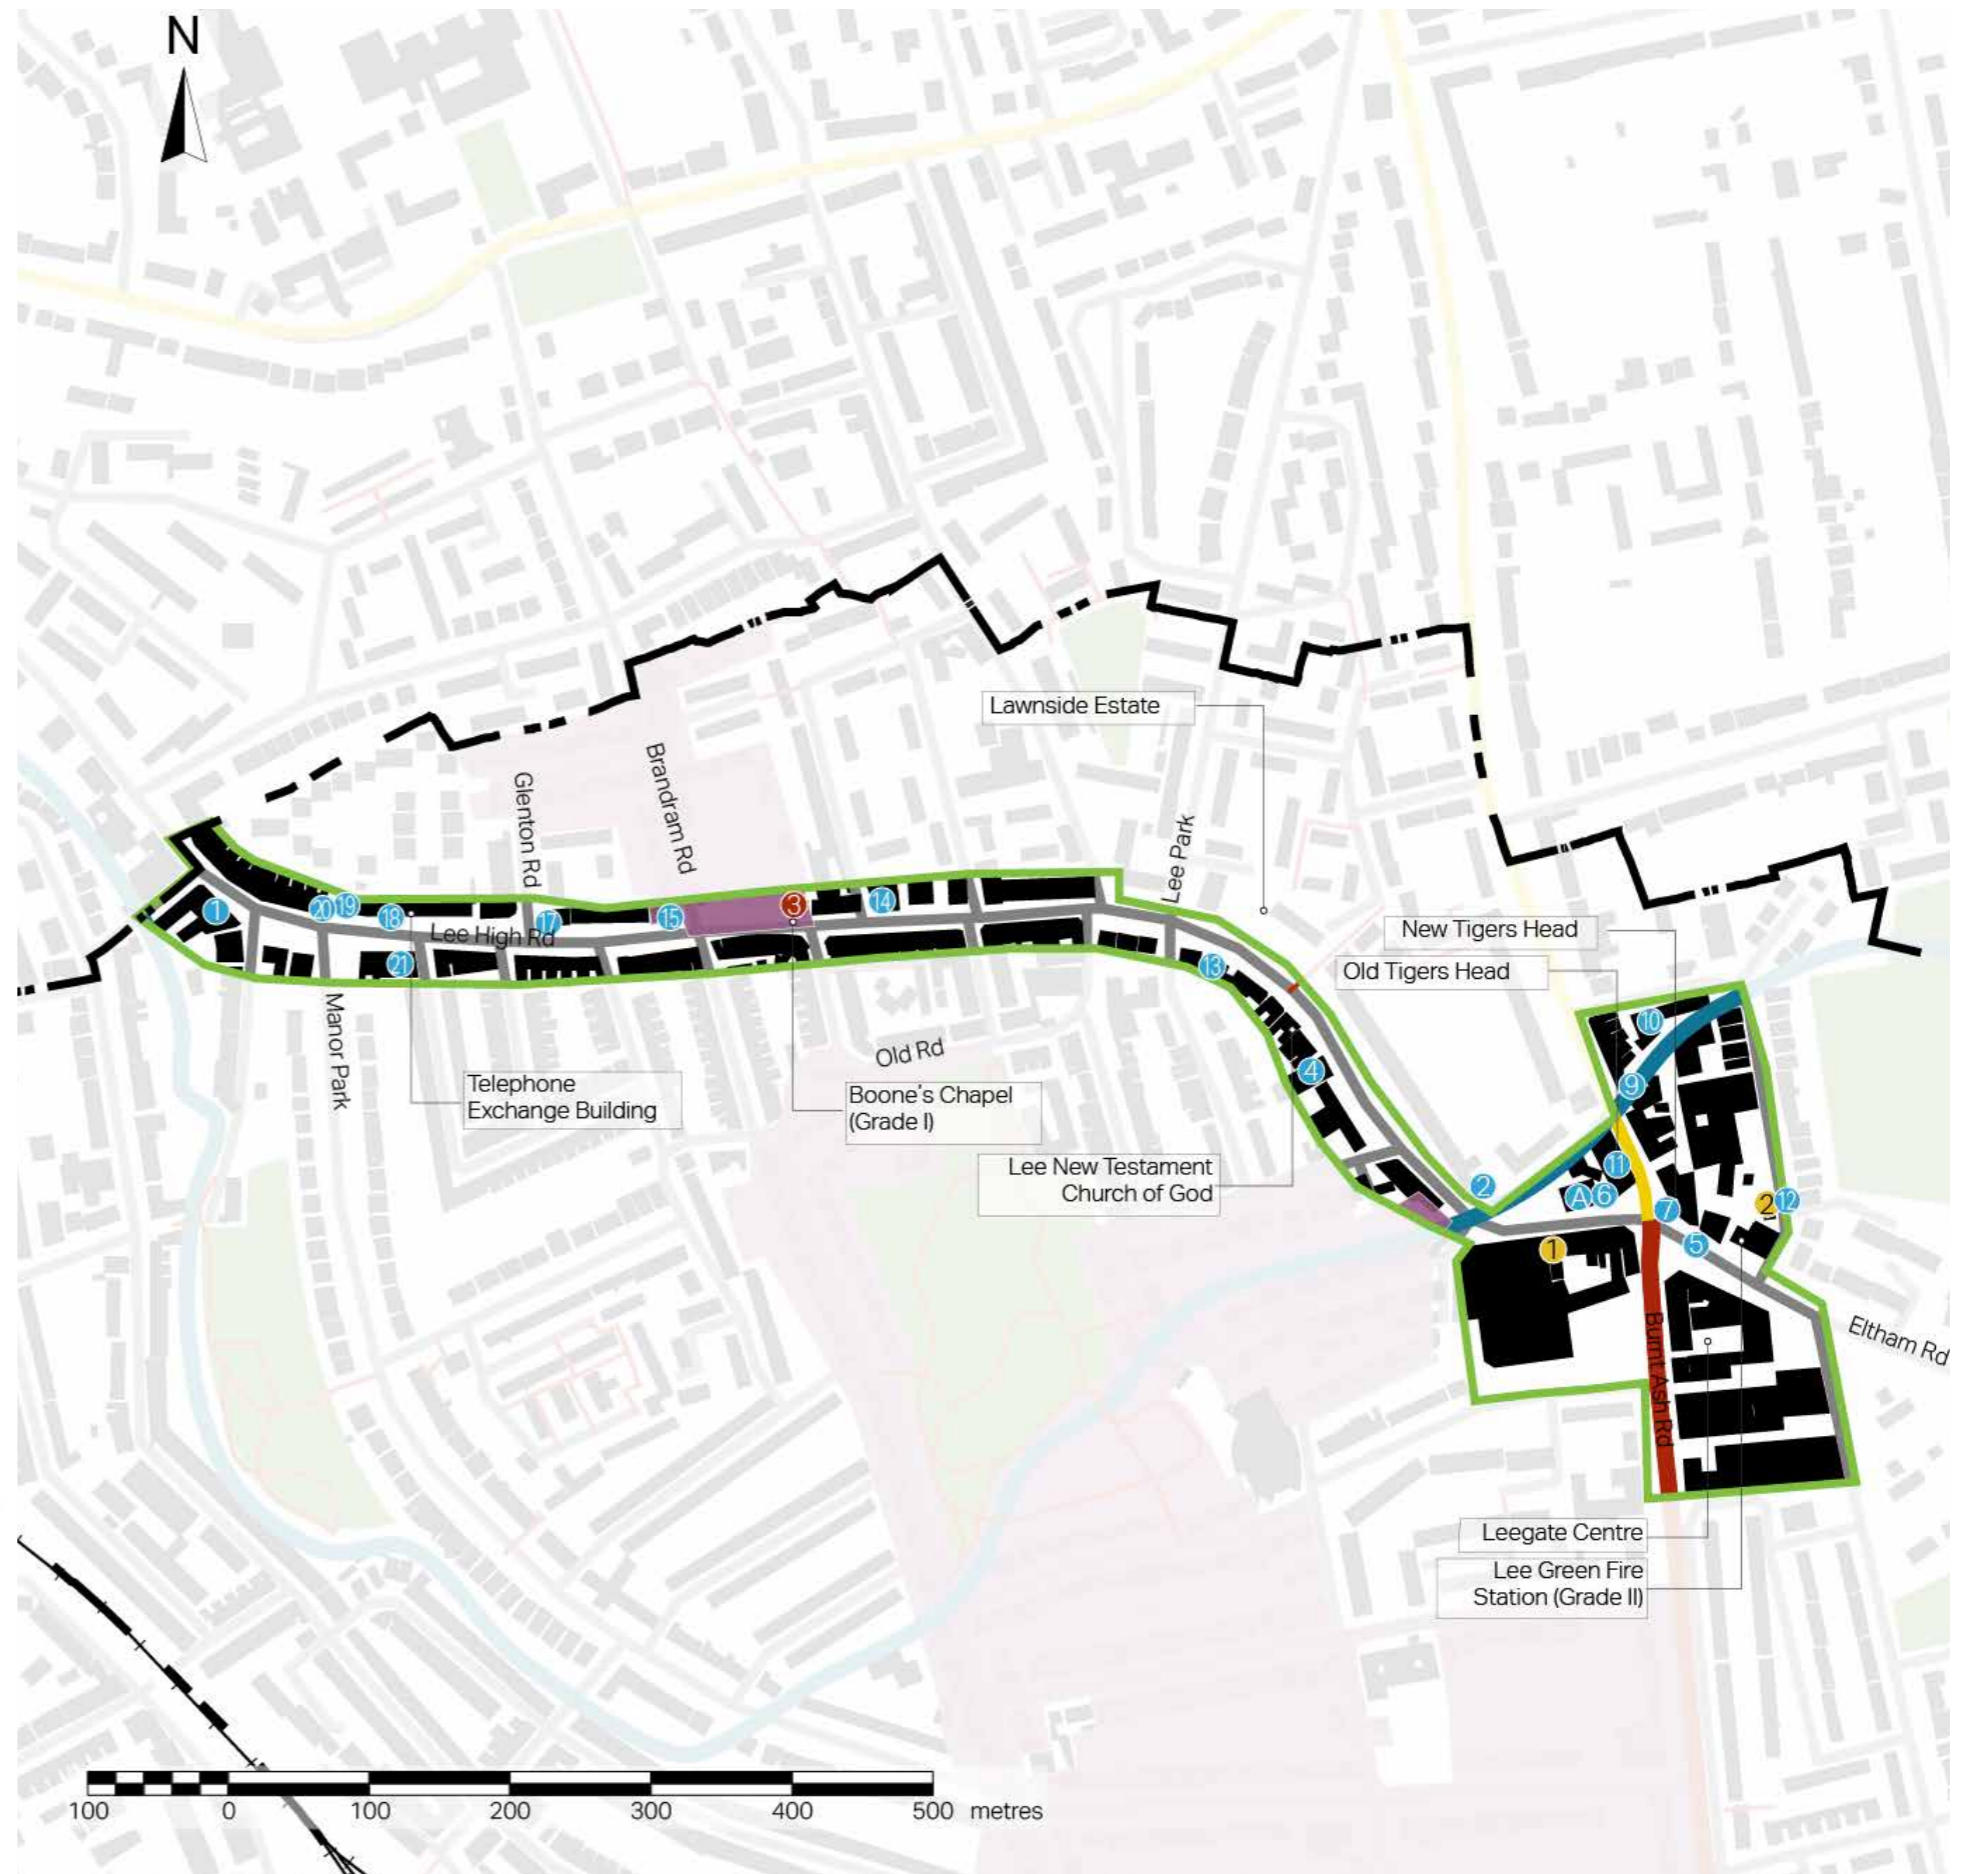 N
Lawnside Estate
Brandram Rd
Glenton Rd
Lee Park
3
14
1
20
19
18
17
15
Lee High Rd
21
13
New Tigers Head
Old Tigers Head
Manor Park
Old Rd
10
Telephone
Exchange Building
Boone's Chapel
(Grade I)
4
9
Lee New Testament
Church of God
11
2
A
6
7
2
12
1
5
Burnt Ash Rd
Eltham Rd
Leegate Centre
Lee Green Fire
Station (Grade II)
100 0 100 200 300 400 500 metres